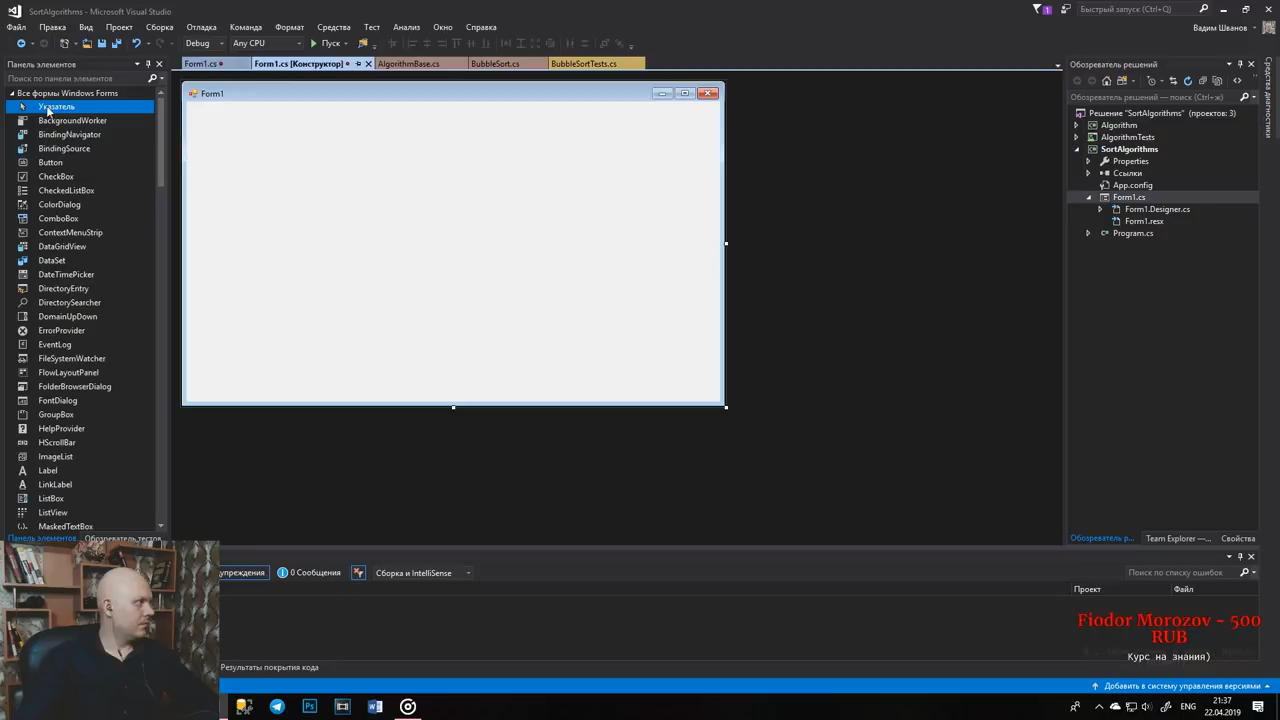 SortAlgorithms - Microsoft Visual Studio
1
Быстрый запуск (Ctrl+Q)
Файл Правка Вид Проект Сборка Отладка Команда Формат Средства Тест Анализ Окно Справка
Вадим Шванов
Debug Any CPU Пуск
Панель элементов
Form1.cs Form1.cs [Конструктор] AlgorithmBase.cs BubbleSort.cs BubbleSortTests.cs
Поиск по панели элементов
Все формы Windows Forms
Указатель
BackgroundWorker
BindingNavigator
BindingSource
Button
CheckBox
CheckedListBox
ColorDialog
ComboBox
ContextMenuStrip
DataGridView
DataSet
DateTimePicker
DirectoryEntry
DirectorySearcher
DomainUpDown
ErrorProvider
EventLog
FileSystemWatcher
FlowLayoutPanel
FolderBrowserDialog
FontDialog
GroupBox
HelpProvider
HScrollBar
ImageList
Label
LinkLabel
ListBox
ListView
MaskedTextBox
Панель элементов Обозреватель тестов
Form1
Обозреватель решений
Обозреватель решений — поиск (Ctrl+ж)
Решение "SortAlgorithms" (проектов: 3)
Algorithm
AlgorithmTests
SortAlgorithms
Properties
Ссылки
App.config
Form1.cs
Form1.Designer.cs
Form1.resx
Program.cs
Средства диагностики
Обозреватель р... Team Explorer —... Свойства
0 Сообщения Сборка и IntelliSense
Поиск по списку ошибок
Проект Файл
Fiodor Morozov - 500
RUB
Курс на знания)
Результаты покрытия кода
Добавить в систему управления версиями
ENG
21:37
22.04.2019